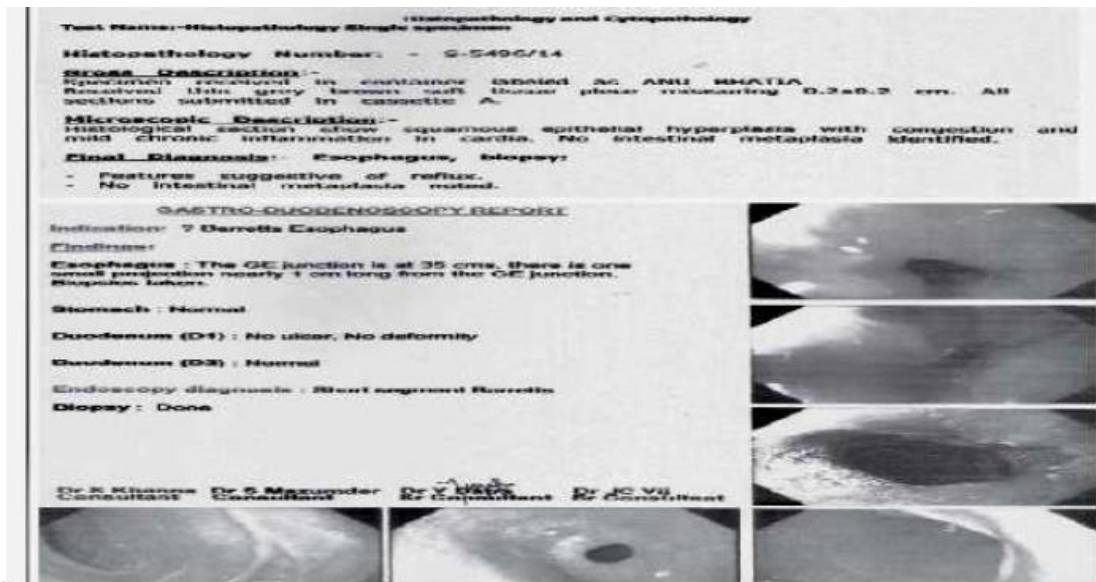 Histopathology and Cytopathology
Test Name:-Histopathology Single specimen
Histopathology Number: - S-5496/14
Gross Description:-
Specimen received in container labeled as ANU BHATIA
Received thin grey brown soft tissue piece measuring 0.2x0.2 cm. All
sections submitted in cassette A.
Microscopic Description:-
Histological section show squamous epithelial hyperplasia with congestion and
mild chronic inflammation in cardia. No intestinal metaplasia identified.
Final Diagnosis:- Esophagus, biopsy:
- Features suggestive of reflux.
- No intestinal metaplasia noted.
GASTRO-DUODENOSCOPY REPORT
Indication: ? Barretts Esophagus
Findings:
Esophagus : The GE junction is at 35 cms, there is one
small projection nearly 1 cm long from the GE junction.
Biopsies taken.
Stomach : Normal
Duodenum (D1) : No ulcer, No deformity
Duodenum (D2) : Normal
Endoscopy diagnosis : Short segment Barretts
Biopsy : Done
Dr K Khanna Dr S Mazumder Dr Y Batra Dr JC Vij
Consultant Consultant Sr Consultant Sr Consultant